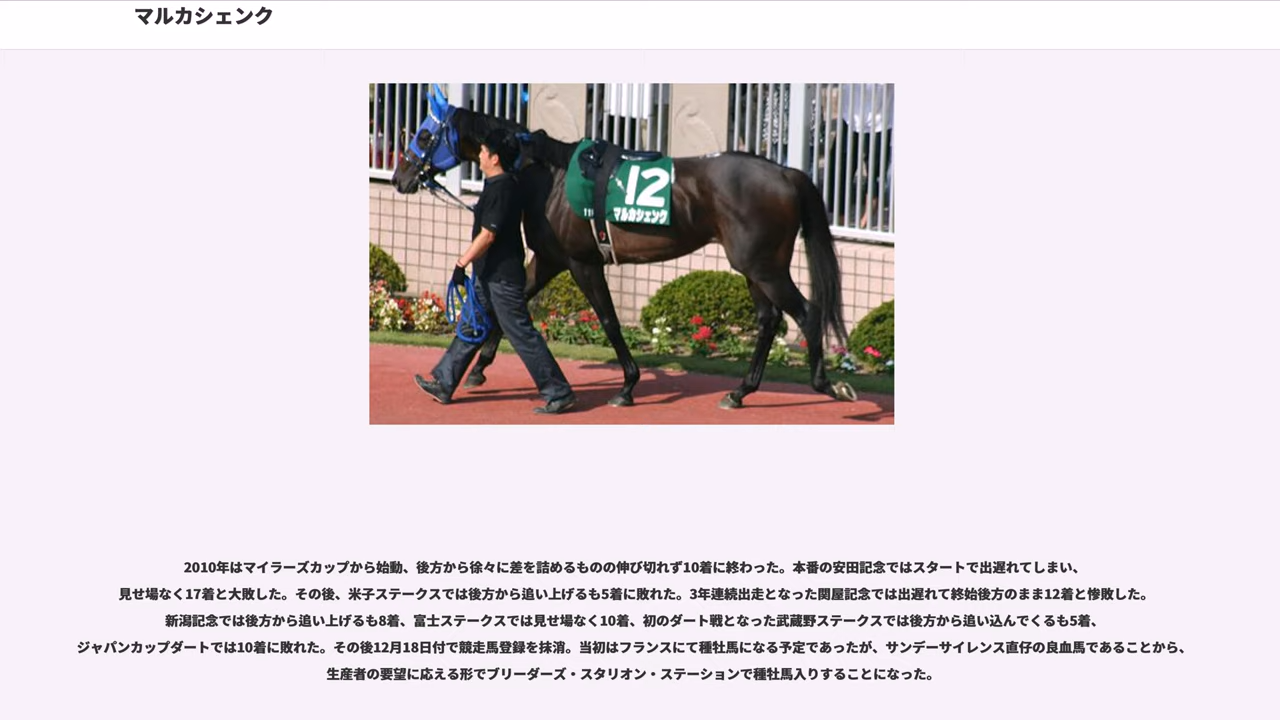 マルカシェンク
12
マルカシェンク
2010年はマイラーズカップから始動、後方から徐々に差を詰めるものの伸び切れず10着に終わった。本番の安田記念ではスタートで出遅れてしまい、
見せ場なく17着と大敗した。その後、米子ステークスでは後方から追い上げるも5着に敗れた。3年連続出走となった関屋記念では出遅れて終始後方のまま12着と惨敗した。
新潟記念では後方から追い上げるも8着、富士ステークスでは見せ場なく10着、初のダート戦となった武蔵野ステークスでは後方から追い込んでくるも5着、
ジャパンカップダートでは10着に敗れた。その後12月18日付で競走馬登録を抹消。当初はフランスにて種牡馬になる予定であったが、サンデーサイレンス直仔の良血馬であることから、
生産者の要望に応える形でブリーダーズ・スタリオン・ステーションで種牡馬入りすることになった。